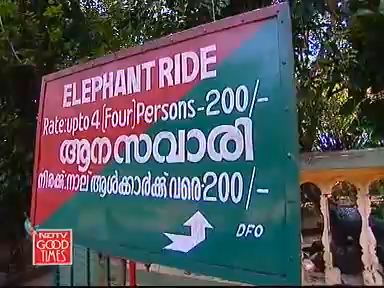 ELEPHANT RIDE
Rate:upto 4 (Four) Persons-200/-
ആനസവാരി
നിരക്ക്:നാല് ആൾക്കാർക്ക് വരെ-200/-
DFO
NDTV
GOOD
TIMES